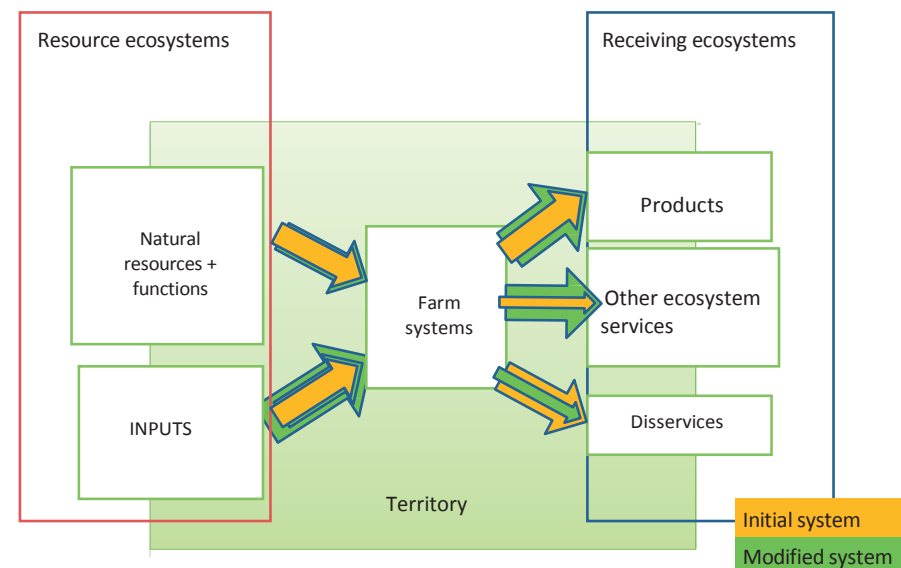 Resource ecosystems
Receiving ecosystems
Natural
resources +
functions
INPUTS
Farm
systems
Products
Other ecosystem
services
Disservices
Territory
Initial system
Modified system